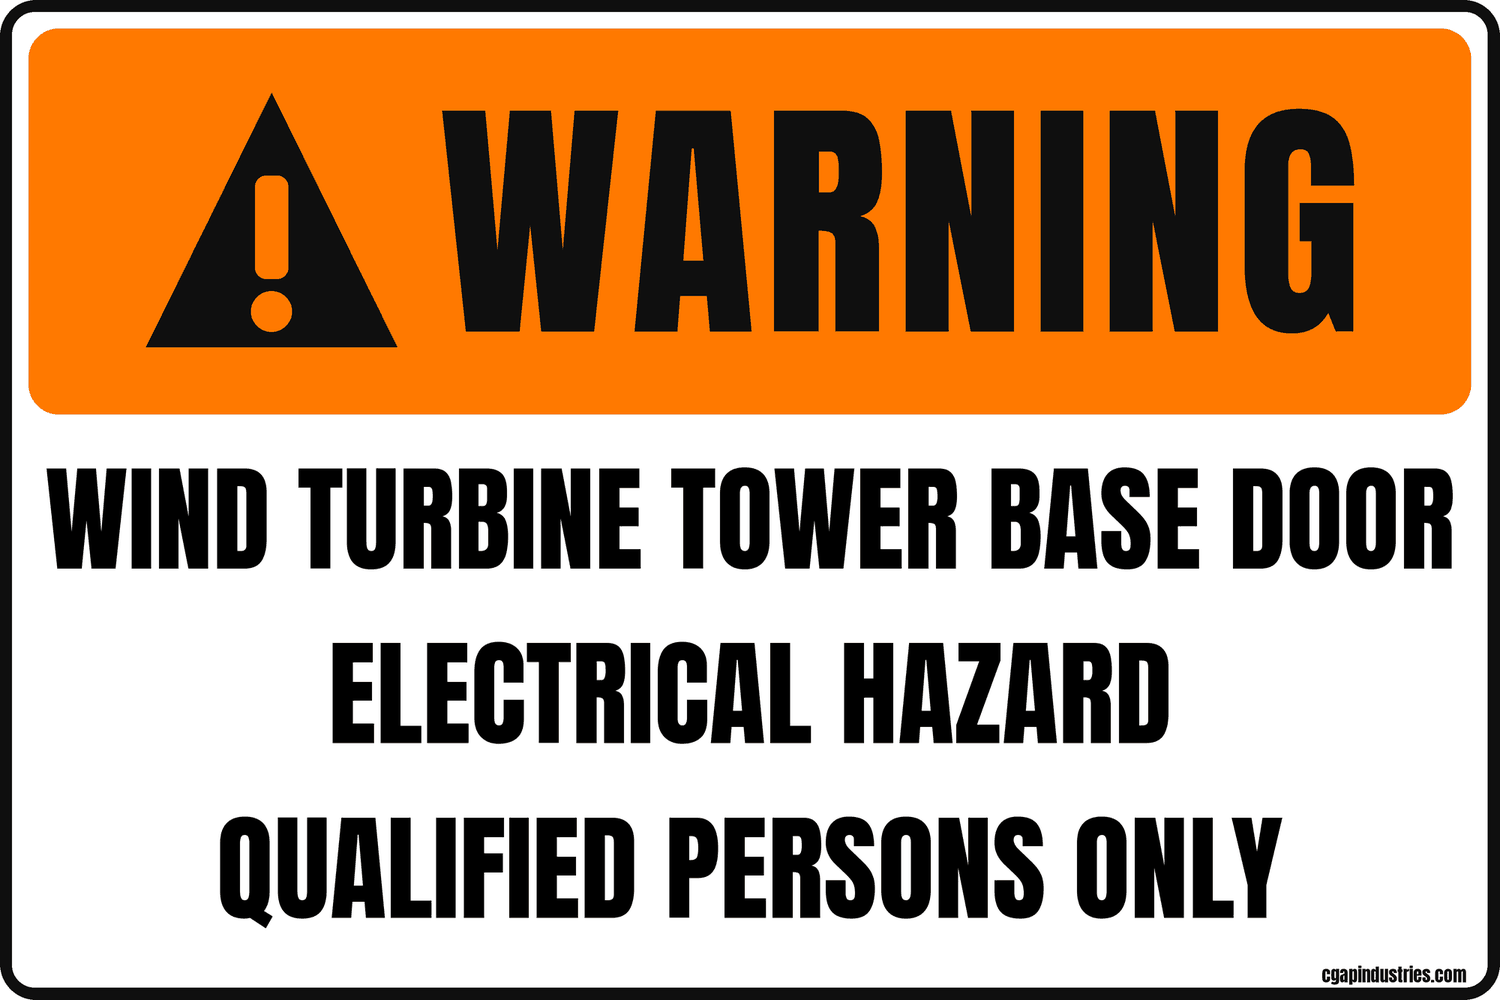 WARNING
WIND TURBINE TOWER BASE DOOR
ELECTRICAL HAZARD
QUALIFIED PERSONS ONLY
cgapindustries.com